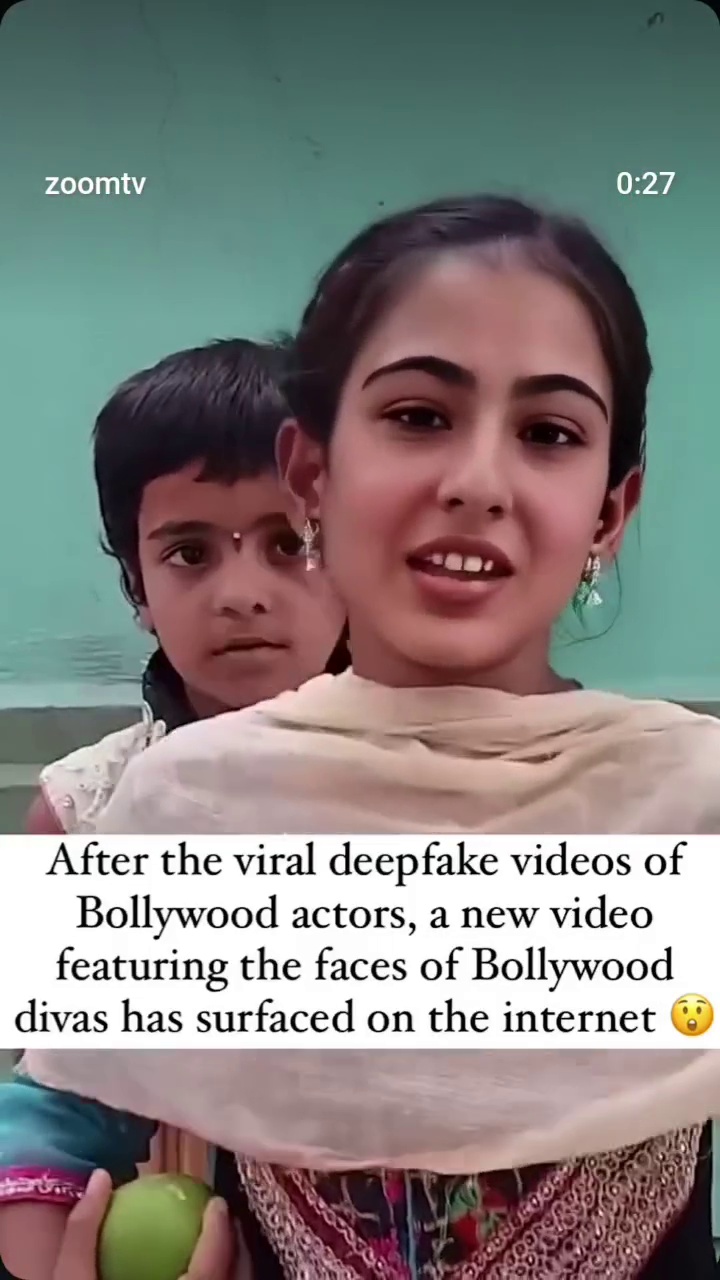 zoomtv
0:27
After the viral deepfake videos of
Bollywood actors, a new video
featuring the faces of Bollywood
divas has surfaced on the internet 😲